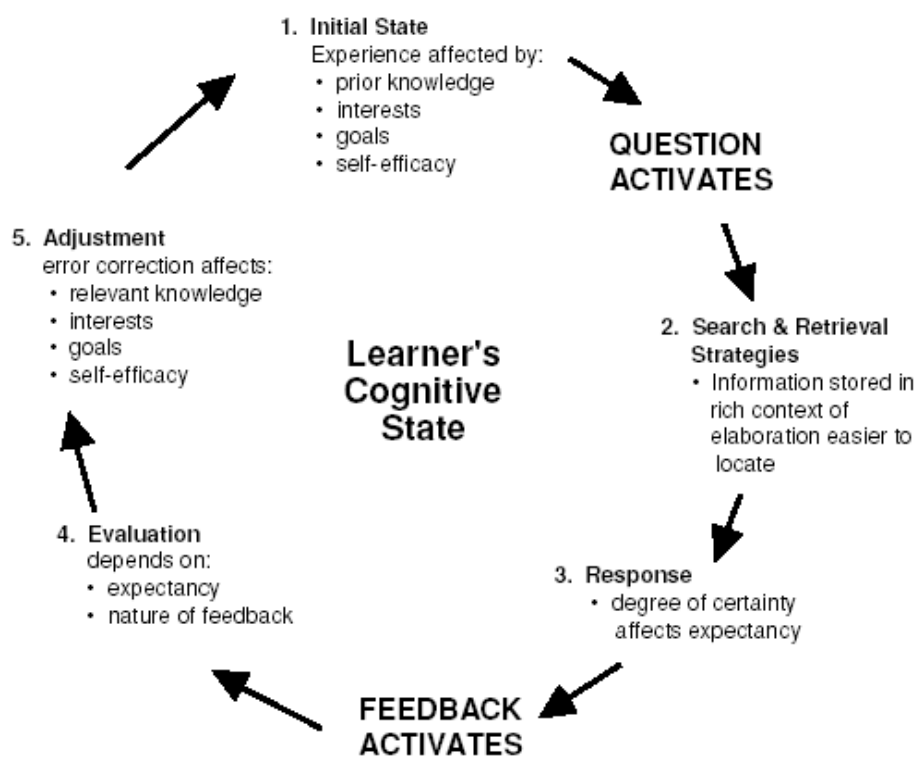 1. Initial State
Experience affected by:
• prior knowledge
• interests
• goals
• self-efficacy
QUESTION
ACTIVATES
2. Search & Retrieval
Strategies
• Information stored in
rich context of
elaboration easier to
locate
3. Response
• degree of certainty
affects expectancy
FEEDBACK
ACTIVATES
4. Evaluation
depends on:
• expectancy
• nature of feedback
5. Adjustment
error correction affects:
• relevant knowledge
• interests
• goals
• self-efficacy
Learner's
Cognitive
State